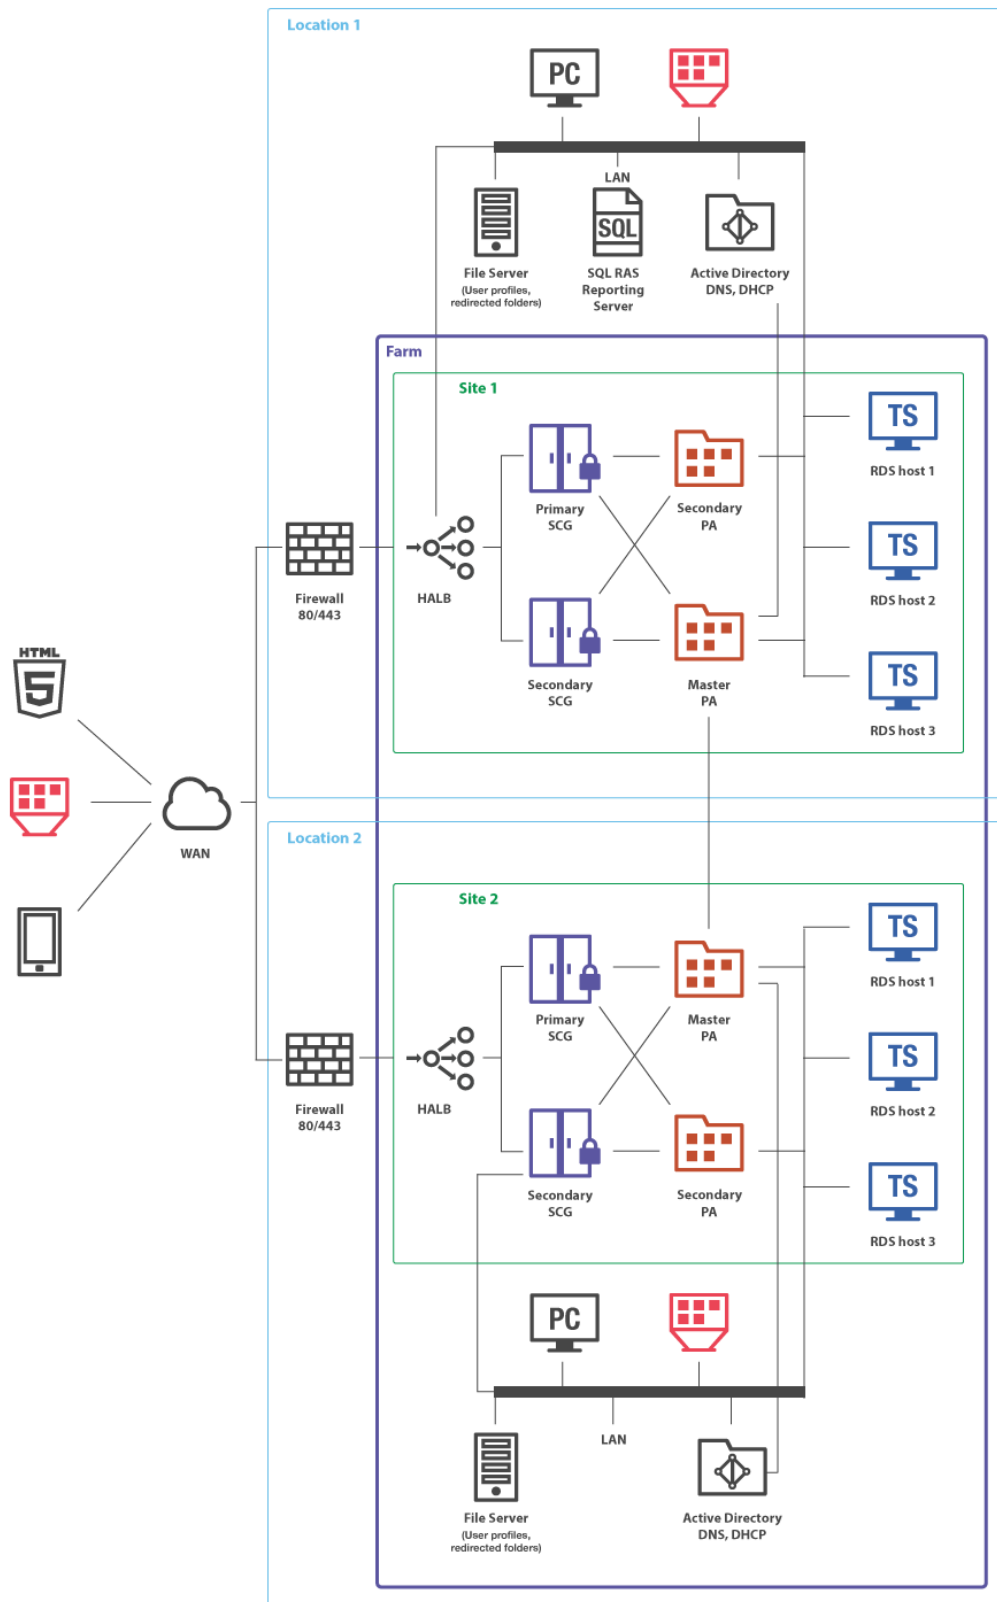 Location 1
PC
LAN
SQL
File Server
(User profiles,
redirected folders)
SQL RAS
Reporting
Server
Active Directory
DNS, DHCP
Farm
Site 1
TS
RDS host 1
Primary
SCG
Secondary
PA
TS
RDS host 2
Firewall
80/443
HALB
HTML
5
Secondary
SCG
Master
PA
TS
RDS host 3
WAN
Location 2
Site 2
TS
RDS host 1
Primary
SCG
Master
PA
TS
RDS host 2
Firewall
80/443
HALB
Secondary
SCG
Secondary
PA
TS
RDS host 3
PC
LAN
File Server
(User profiles,
redirected folders)
Active Directory
DNS, DHCP